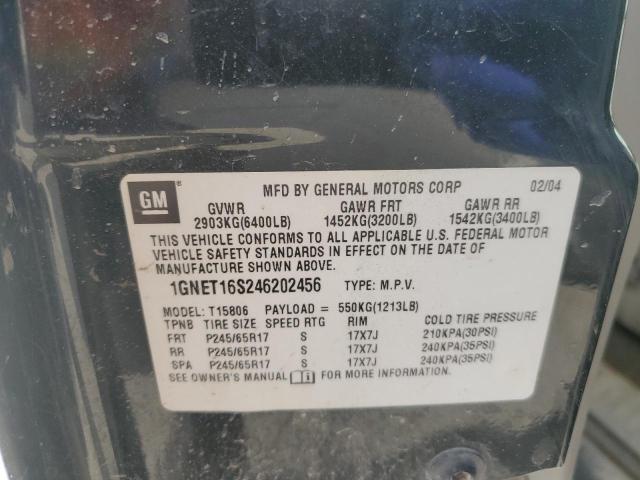 GM®
MFD BY GENERAL MOTORS CORP 02/04
GVWR GAWR FRT GAWR RR
2903KG(6400LB) 1452KG(3200LB) 1542KG(3400LB)
THIS VEHICLE CONFORMS TO ALL APPLICABLE U.S. FEDERAL MOTOR
VEHICLE SAFETY STANDARDS IN EFFECT ON THE DATE OF
MANUFACTURE SHOWN ABOVE.
1GNET16S246202456 TYPE: M.P.V.
MODEL: T15806 PAYLOAD = 550KG(1213LB)
TPNB TIRE SIZE SPEED RTG RIM COLD TIRE PRESSURE
FRT P245/65R17 S 17X7J 210KPA(30PSI)
RR P245/65R17 S 17X7J 240KPA(35PSI)
SPA P245/65R17 S 17X7J 240KPA(35PSI)
SEE OWNER'S MANUAL FOR MORE INFORMATION.